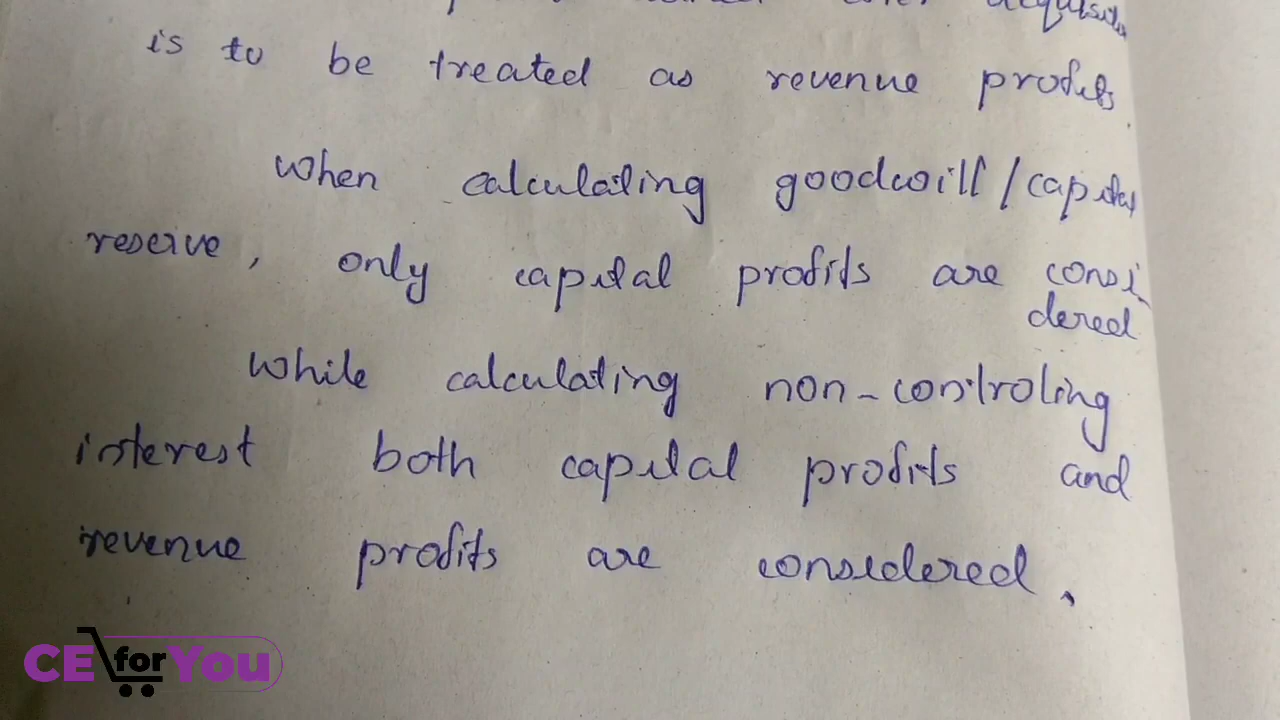 is to be treated as revenue profits.
When calculating goodwill/capital
reserve, only capital profits are consi
dered
While calculating non-controling
interest both capital profits and
revenue profits are considered.
CE for You